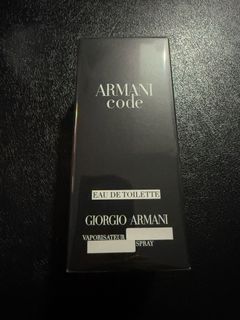 ARMANI
code
EAU DE TOILETTE
GIORGIO ARMANI
VAPORISATEUR
SPRAY